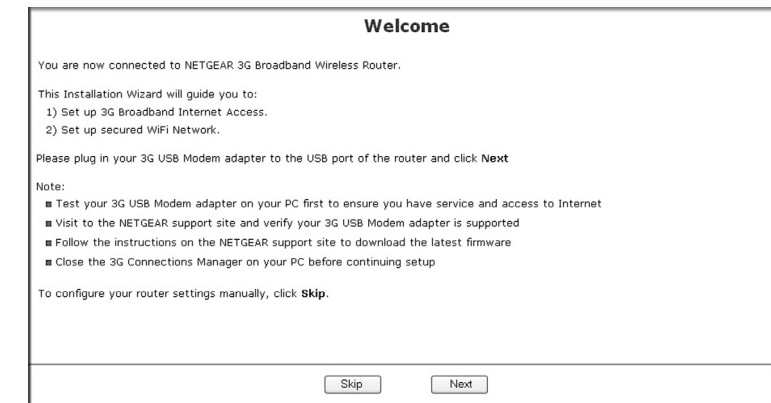 Welcome
You are now connected to NETGEAR 3G Broadband Wireless Router.
This Installation Wizard will guide you to:
1) Set up 3G Broadband Internet Access.
2) Set up secured WiFi Network.
Please plug in your 3G USB Modem adapter to the USB port of the router and click Next
Note:
Test your 3G USB Modem adapter on your PC first to ensure you have service and access to Internet
Visit to the NETGEAR support site and verify your 3G USB Modem adapter is supported
Follow the instructions on the NETGEAR support site to download the latest firmware
Close the 3G Connections Manager on your PC before continuing setup
To configure your router settings manually, click Skip.
Skip Next